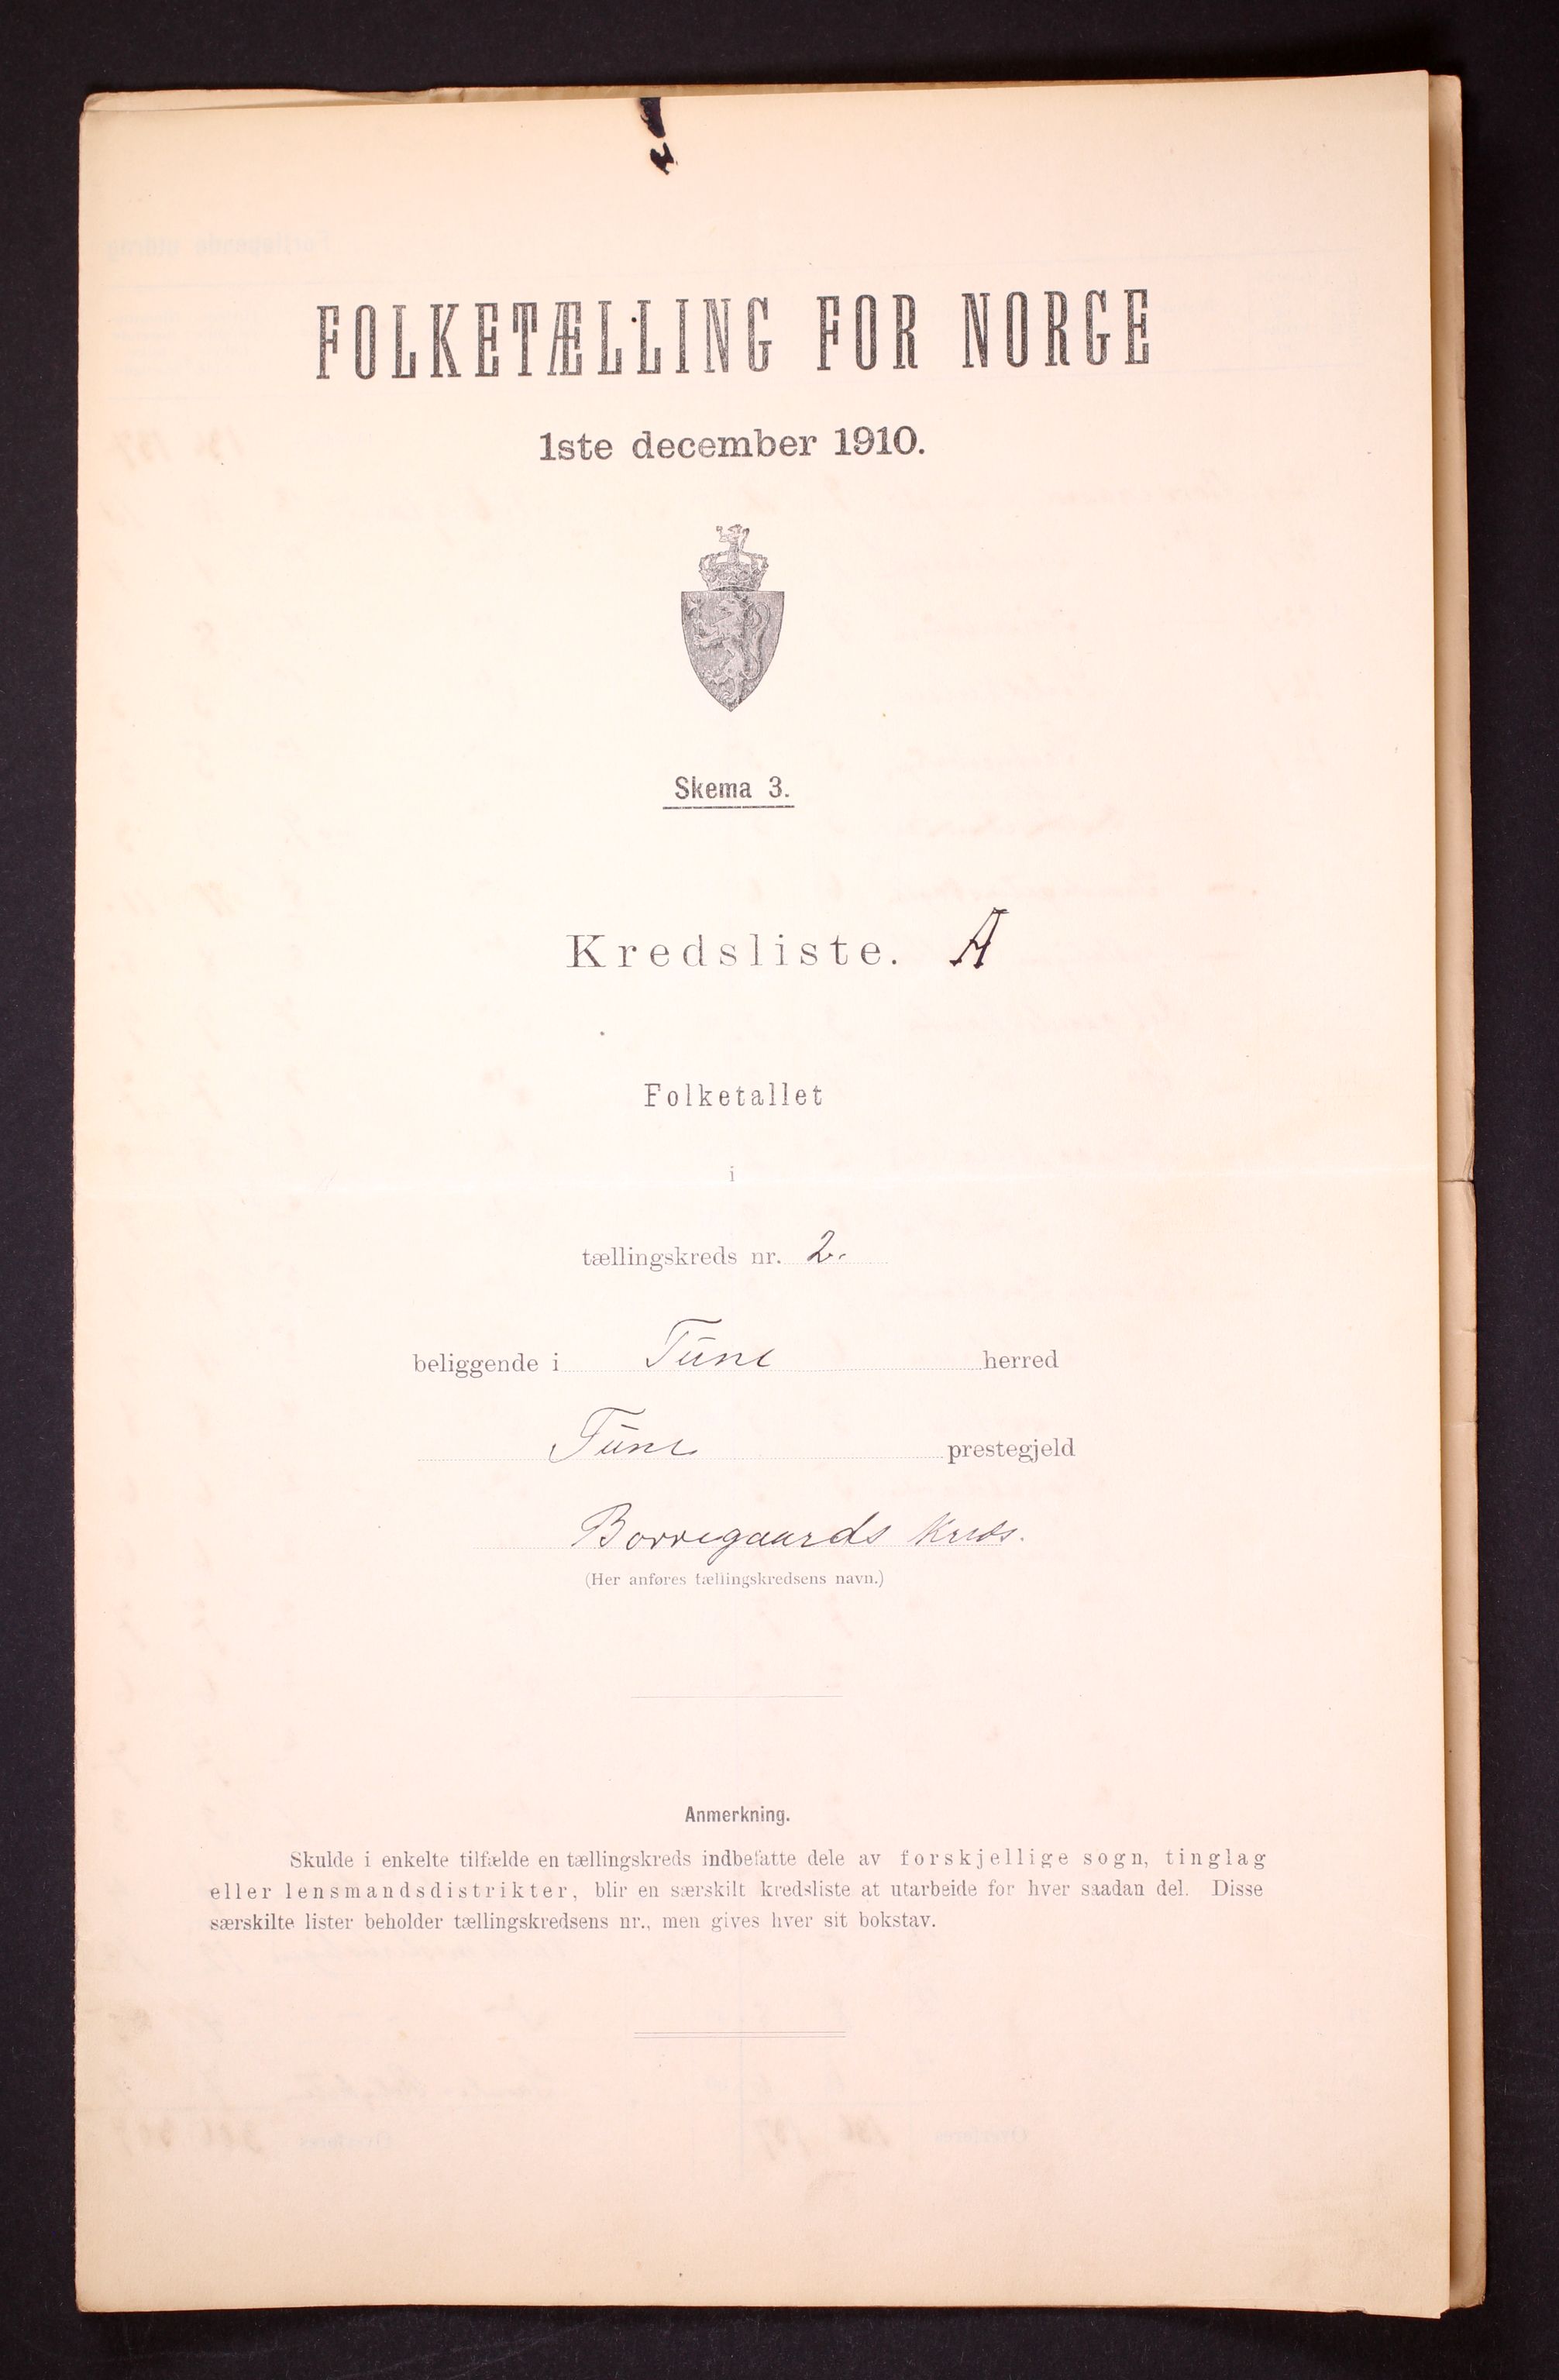 FOLKETÆLLING FOR NORGE
1ste december 1910.
Skema 3.
Kredsliste. A
Folketallet
i
tællingskreds nr. 2.
beliggende i Tune herred
Tune prestegjeld
Borregaards Kreds.
(Her anføres tællingskredsens navn.)
Anmerkning.
Skulde i enkelte tilfælde en tællingskreds indbefatte dele av forskjellige sogn, tinglag
eller lensmandsdistrikter, blir en særskilt kredsliste at utarbeide for hver saadan del. Disse
særskilte lister beholder tællingskredsens nr., men gives hver sit bokstav.